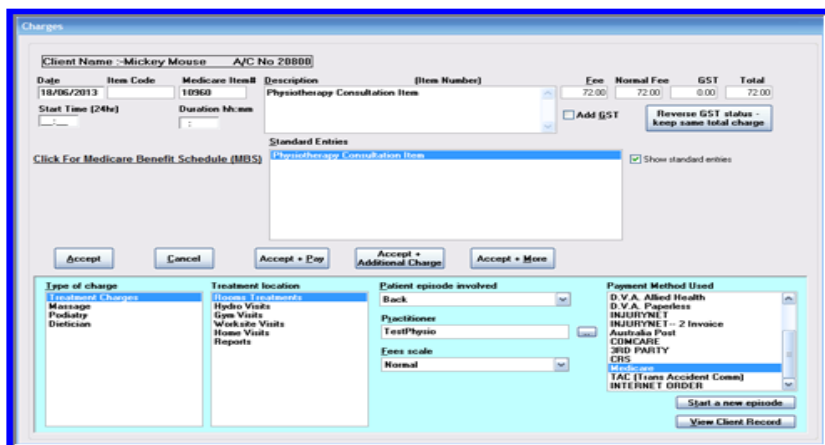 Charges
Client Name :-Mickey Mouse A/C No 20800
Date Item Code Medicare Item# Description (Item Number) Fee Normal Fee GST Total
18/06/2013 10960 Physiotherapy Consultation Item 72.00 72.00 0.00 72.00
Start Time (24hr) Duration hh:mm Add GST Reverse GST status -
keep same total charge
__:__ :
Standard Entries
Click For Medicare Benefit Schedule (MBS) Physiotherapy Consultation Item Show standard entries
Accept Cancel Accept + Pay Accept +
Additional Charge Accept + More
Type of charge Treatment location Patient episode involved Payment Method Used
Treatment Charges
Massage
Podiatry
Dietician
Rooms Treatments
Hydro Visits
Gym Visits
Worksite Visits
Home Visits
Reports
Back
Practitioner
TestPhysio ...
Fees scale
Normal
D.V.A. Allied Health
D.V.A. Paperless
INJURYNET
INJURYNET-- 2 Invoice
Australia Post
COMCARE
3RD PARTY
CRS
Medicare
TAC (Trans Accident Comm)
INTERNET ORDER
Start a new episode
View Client Record